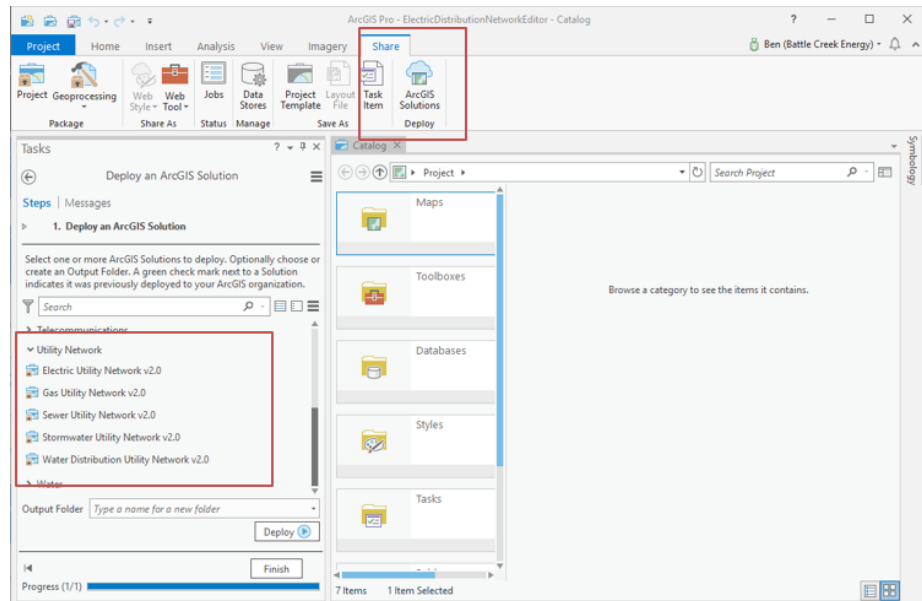 ArcGIS Pro - ElectricDistributionNetworkEditor - Catalog
?
Project Home Insert Analysis View Imagery Share
Ben (Battle Creek Energy)
Project Geoprocessing Web Style Web Tool Jobs Data Stores Project Template Layout File Task Item ArcGIS Solutions
Package Share As Status Manage Save As Deploy
Tasks ?
Deploy an ArcGIS Solution
Steps | Messages
1. Deploy an ArcGIS Solution
Select one or more ArcGIS Solutions to deploy. Optionally choose or
create an Output Folder. A green check mark next to a Solution
indicates it was previously deployed to your ArcGIS organization.
Search
Telecommunications
Utility Network
Electric Utility Network v2.0
Gas Utility Network v2.0
Sewer Utility Network v2.0
Stormwater Utility Network v2.0
Water Distribution Utility Network v2.0
Water
Output Folder Type a name for a new folder
Deploy
Finish
Progress (1/1)
Catalog
Project
Search Project
Maps
Toolboxes
Databases
Styles
Tasks
Browse a category to see the items it contains.
7 Items 1 Item Selected
Symbology